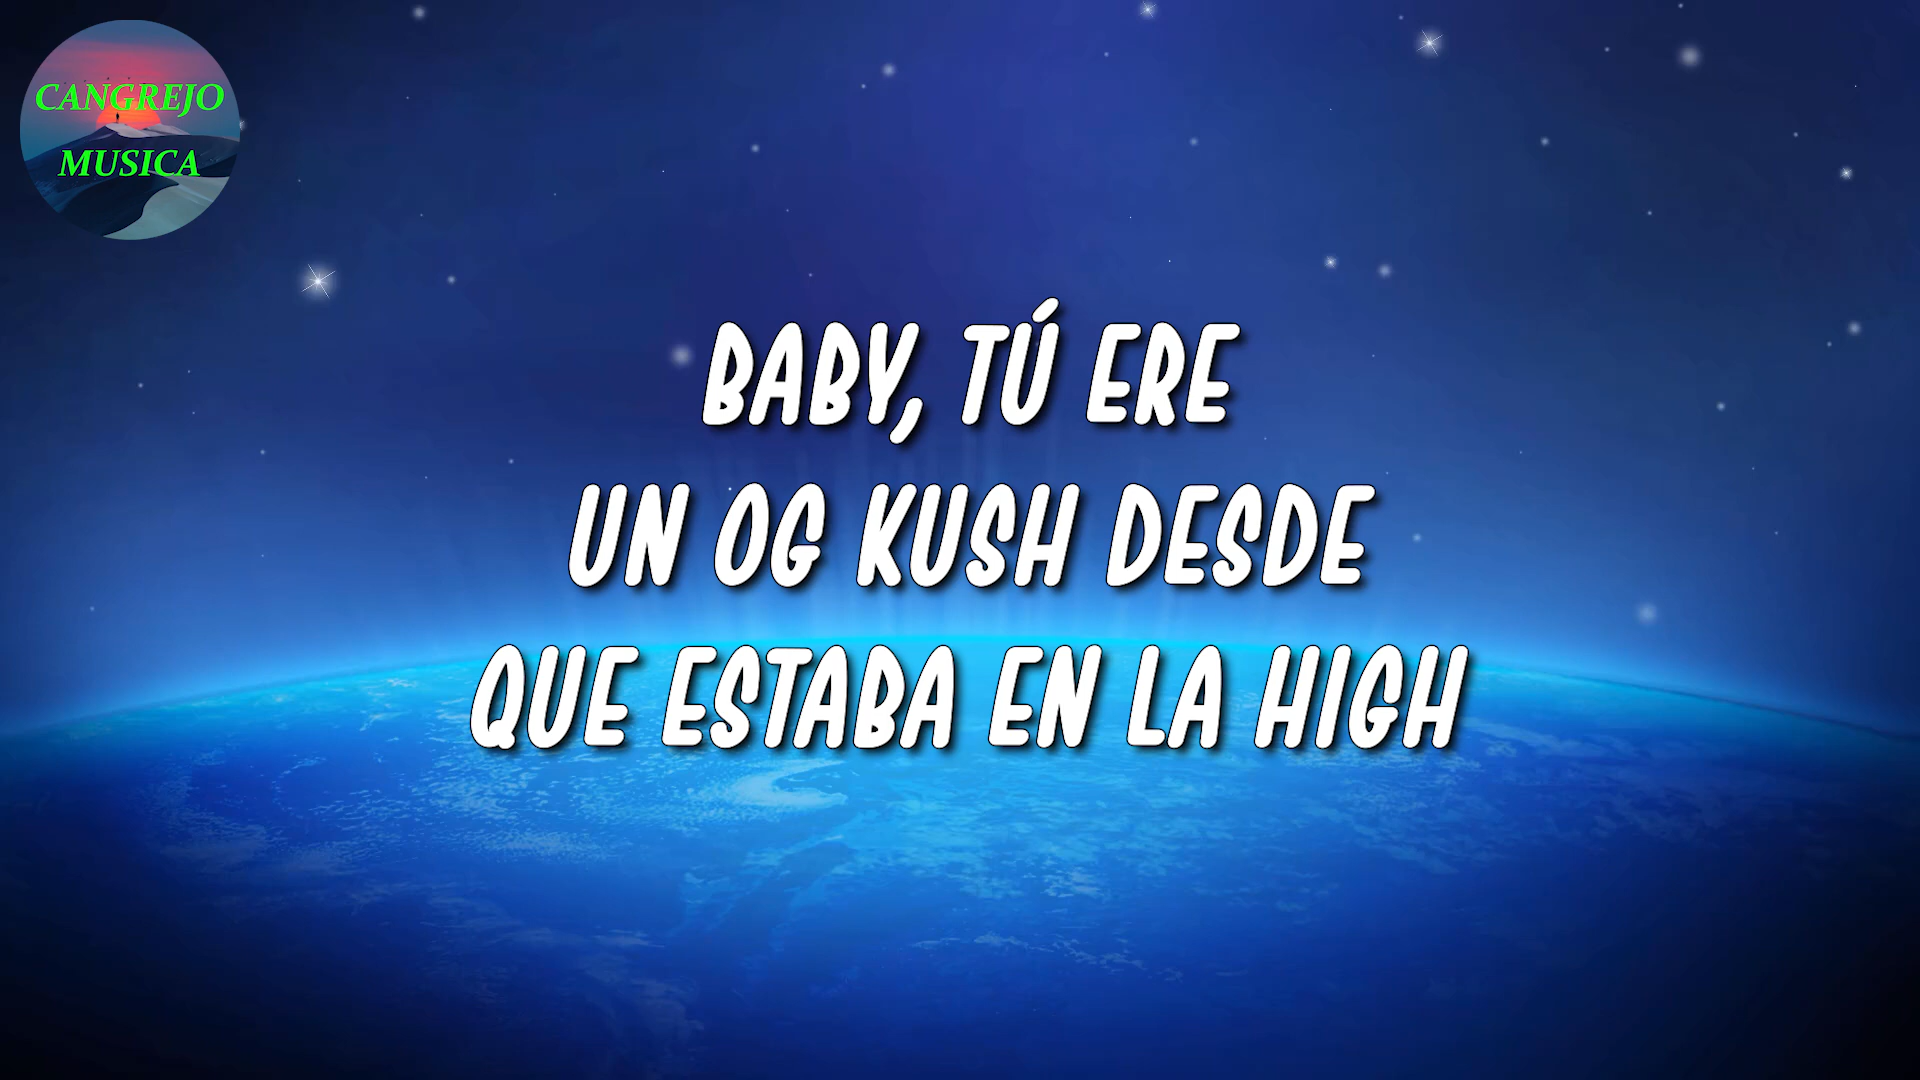 CANGREJO
MUSICA
BABY, TÚ ERE
UN OG KUSH DESDE
QUE ESTABA EN LA HIGH